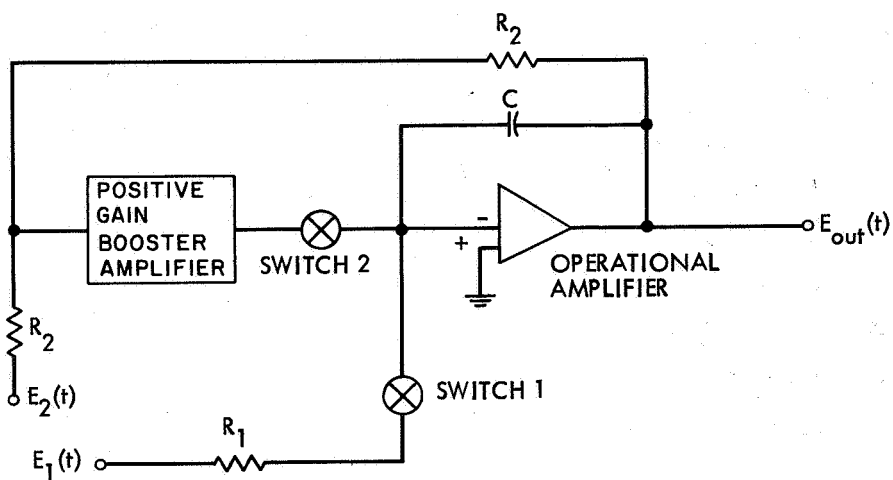 R2
C
POSITIVE
GAIN
BOOSTER
AMPLIFIER
SWITCH 2
-
+
OPERATIONAL
AMPLIFIER
Eout(t)
R2
E2(t)
SWITCH 1
R1
E1(t)